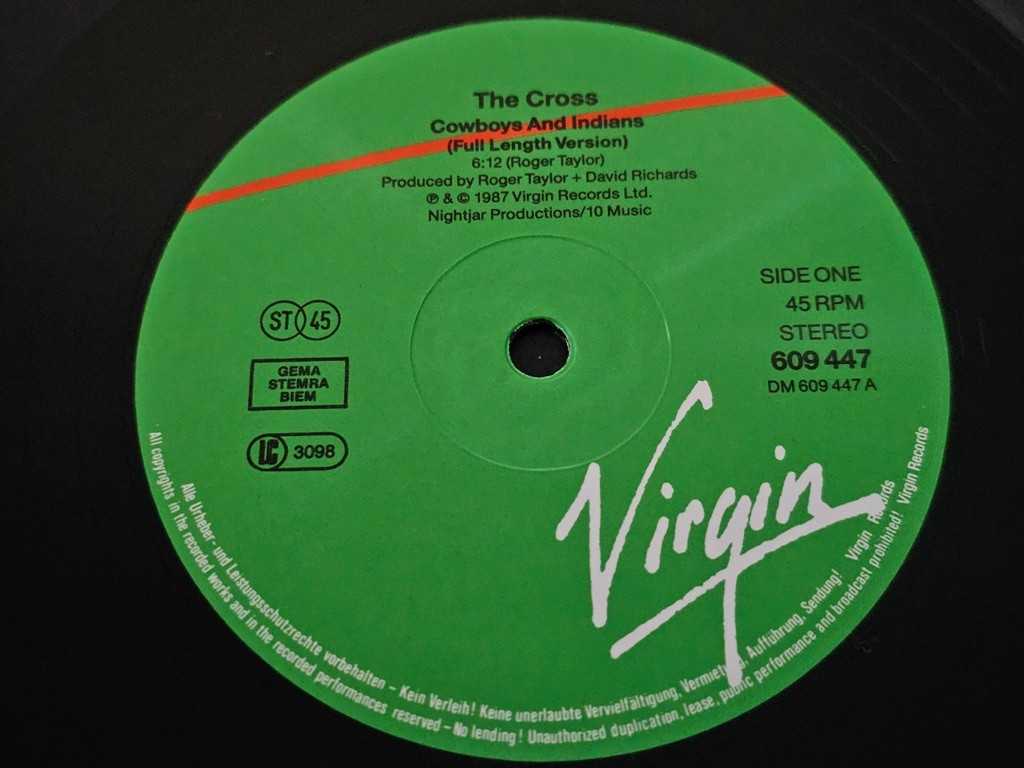 The Cross
Cowboys And Indians
(Full Length Version)
6:12 (Roger Taylor)
Produced by Roger Taylor + David Richards
℗ & © 1987 Virgin Records Ltd.
Nightjar Productions/10 Music
SIDE ONE
45 RPM
STEREO
609 447
DM 609 447 A
ST 45
GEMA
STEMRA
BIEM
LC 3098
Virgin
Alle Urheber- und Leistungsschutzrechte vorbehalten – Kein Verleih! Keine unerlaubte Vervielfältigung, Vermietung, Aufführung, Sendung! Virgin Records
All copyrights in the recorded works and in the recorded performances reserved – No lending! Unauthorized duplication, lease, public performance and broadcast prohibited! Virgin Records